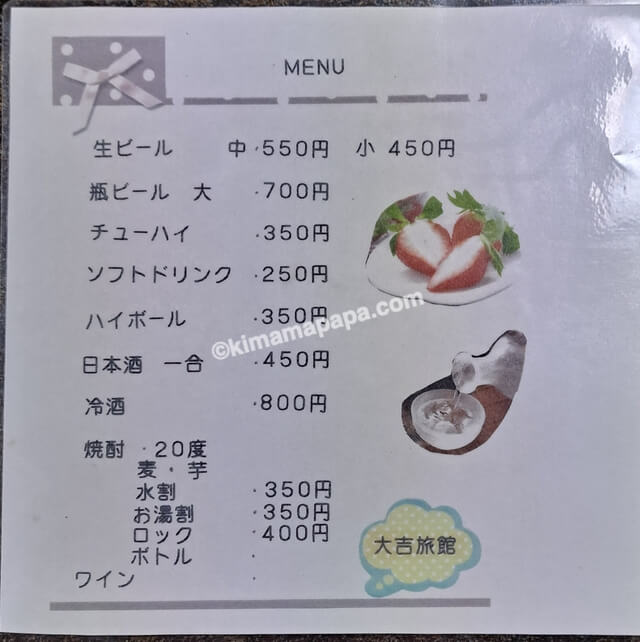 MENU
生ビール 中・550円 小 450円
瓶ビール 大 ・700円
チューハイ ・350円
ソフトドリンク ・250円
ハイボール ・350円
©kimamapapa.com
日本酒 一合 ・450円
冷酒 ・800円
焼酎 ・20度
麦・芋
水割 ・350円
お湯割 ・350円
ロック ・400円
ボトル ・
ワイン ・
大吉旅館